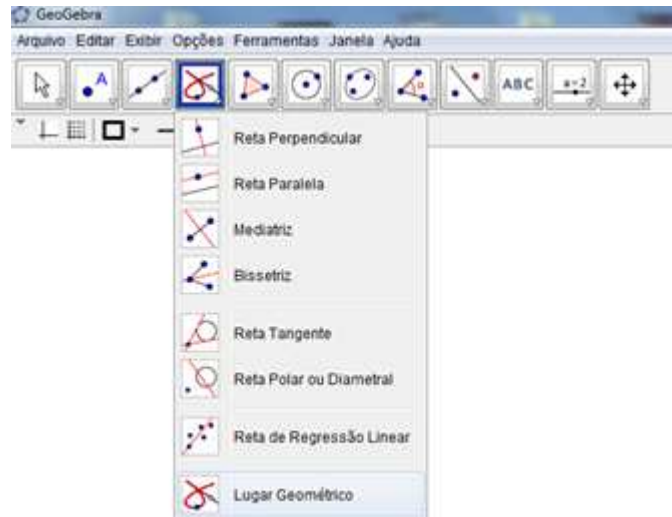 GeoGebra
Arquivo Editar Exibir Opções Ferramentas Janela Ajuda
A ABC a=2
Reta Perpendicular
Reta Paralela
Mediatriz
Bissetriz
Reta Tangente
Reta Polar ou Diametral
Reta de Regressão Linear
Lugar Geométrico